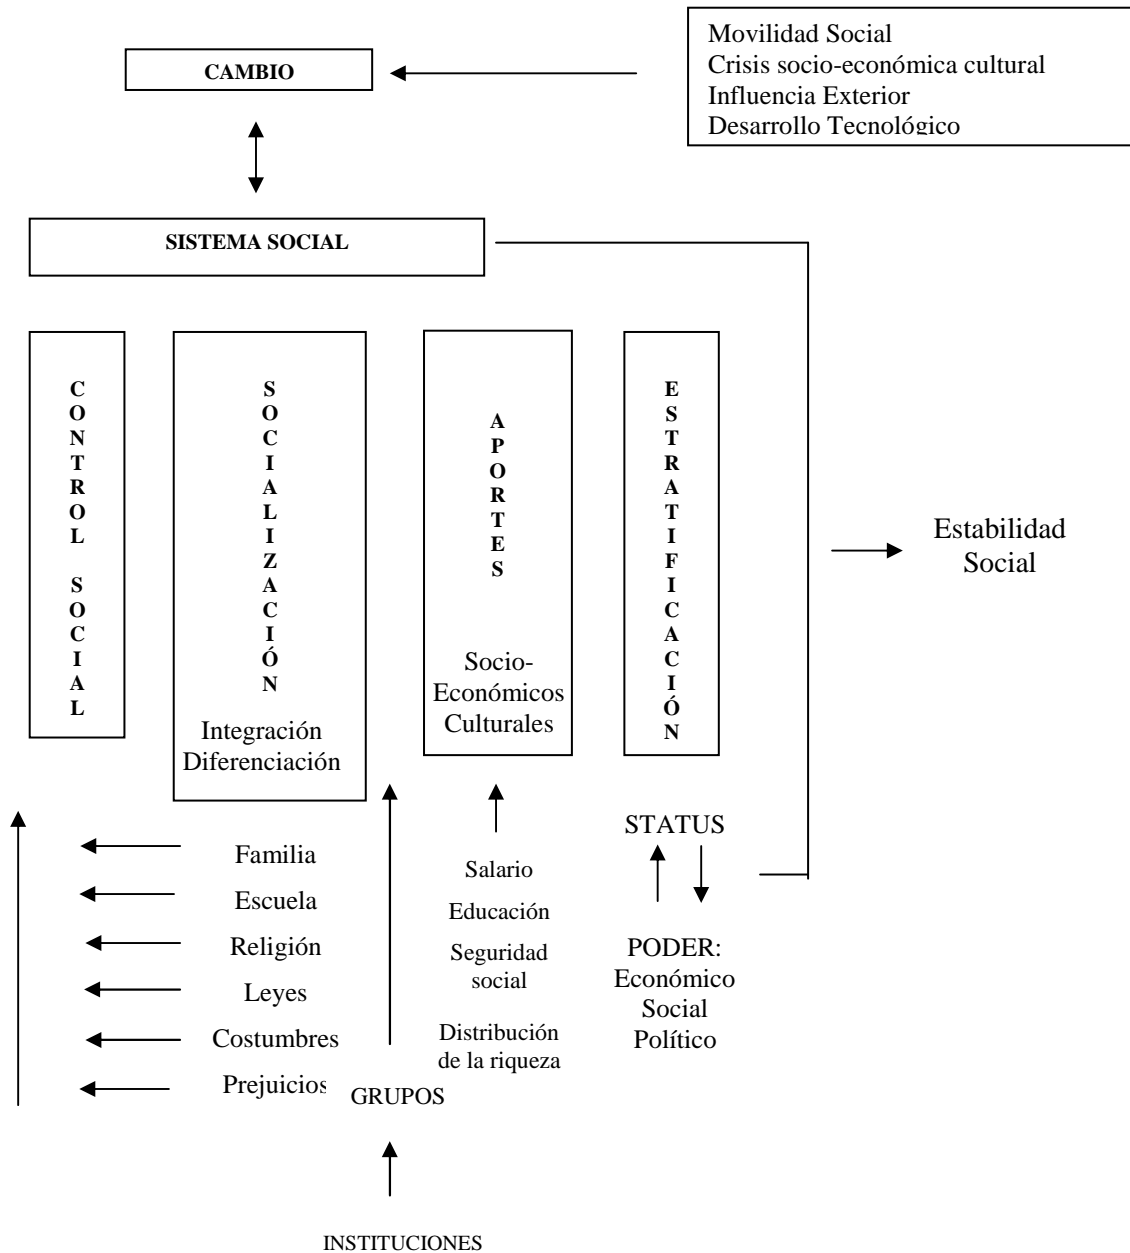 CAMBIO
Movilidad Social
Crisis socio-económica cultural
Influencia Exterior
Desarrollo Tecnológico
SISTEMA SOCIAL
CONTROL SOCIAL
SOCIALIZACIÓN
Integración
Diferenciación
APORTES
Socio-
Económicos
Culturales
ESTRATIFICACIÓN
Estabilidad
Social
Familia
Escuela
Religión
Leyes
Costumbres
Prejuicios
GRUPOS
INSTITUCIONES
Salario
Educación
Seguridad
social
Distribución
de la riqueza
STATUS
PODER:
Económico
Social
Político